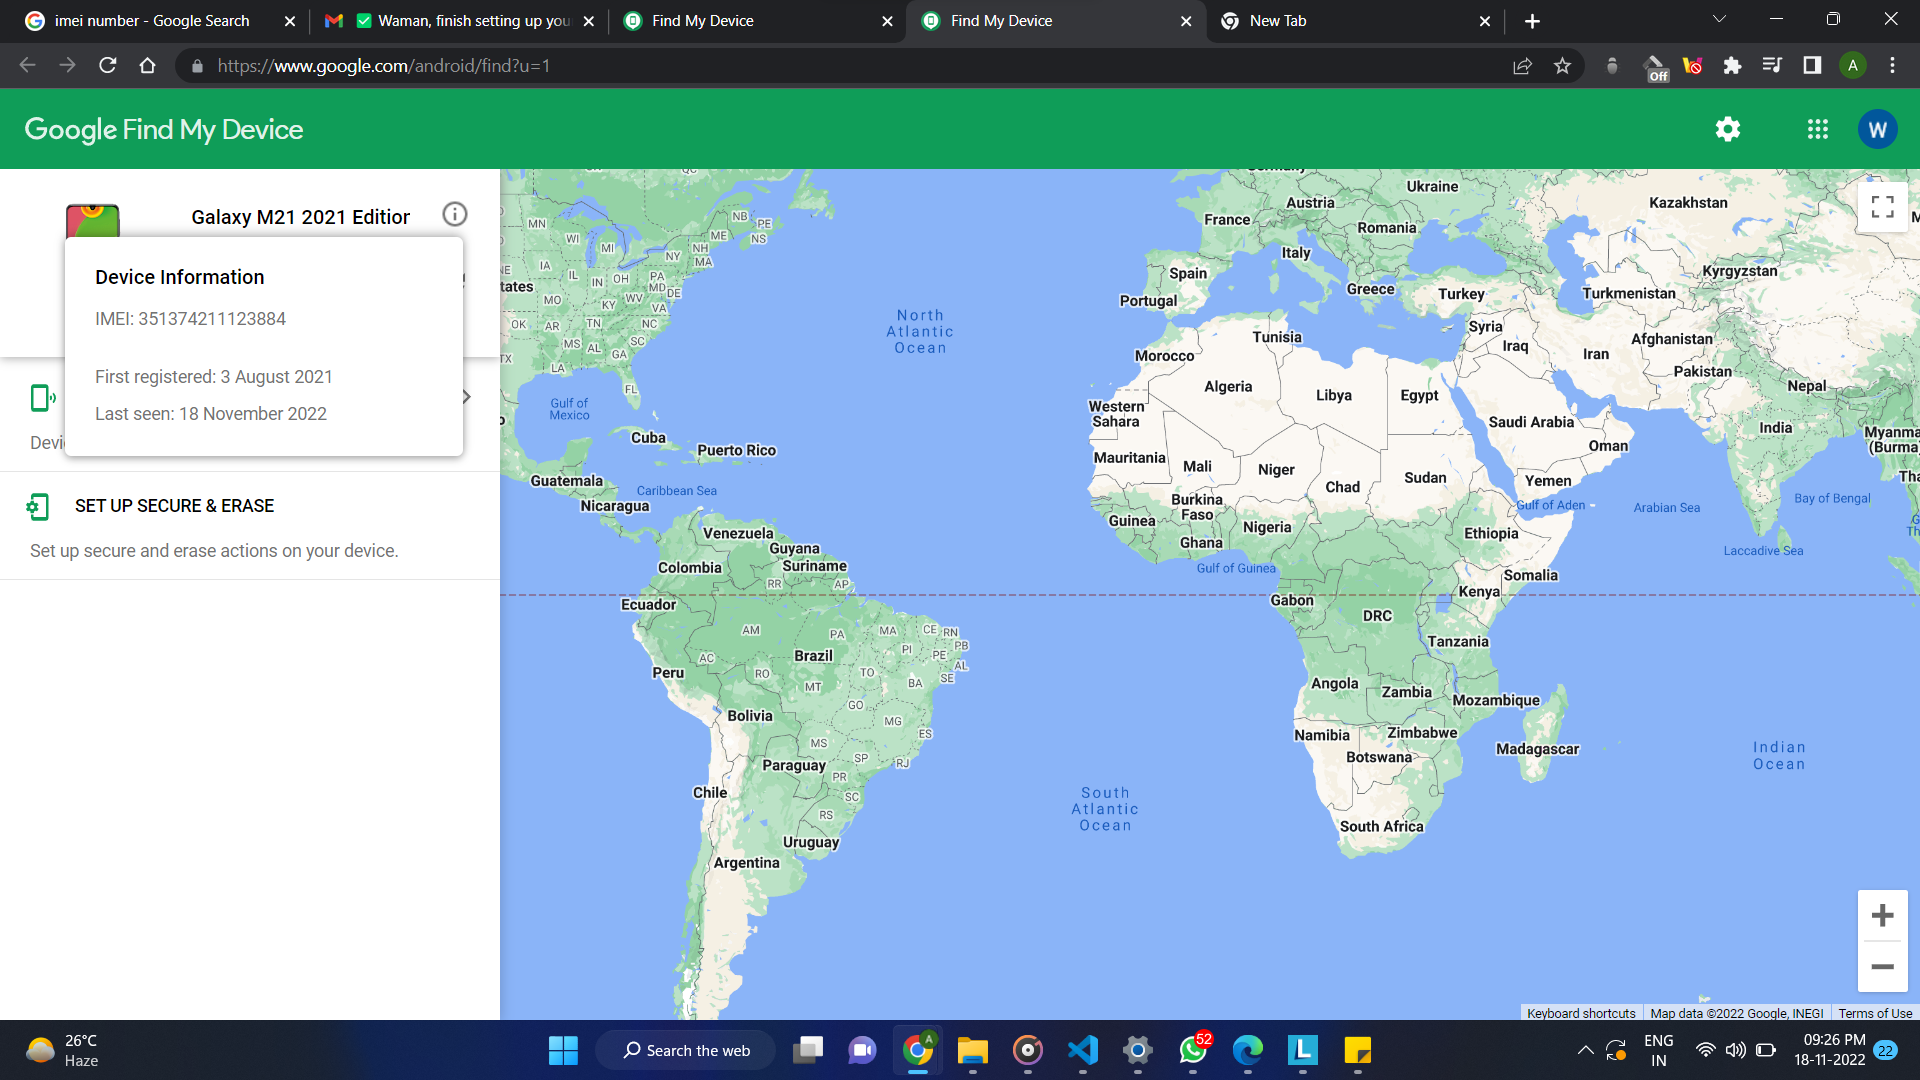 imei number - Google Search
Waman, finish setting up you
Find My Device
Find My Device
New Tab
https://www.google.com/android/find?u=1
Off
A
Google Find My Device
W
Galaxy M21 2021 Edition
Device Information
IMEI: 351374211123884
First registered: 3 August 2021
Last seen: 18 November 2022
Devi
SET UP SECURE & ERASE
Set up secure and erase actions on your device.
Ukraine
Austria
Kazakhstan
France
Romania
Italy
Spain
Kyrgyzstan
Greece
Turkey
Turkmenistan
Portugal
tates
MN
WI
MI
NB
PE
NS
ME
NH
MA
NY
IA
IL
IN
OH
PA
MD
DE
MO
KY
WV
VA
OK
AR
TN
NC
MS
AL
GA
SC
TX
LA
FL
North
Atlantic
Ocean
Tunisia
Syria
Iraq
Iran
Afghanistan
Morocco
Pakistan
Algeria
Libya
Egypt
Nepal
Gulf of
Mexico
Western
Sahara
Saudi Arabia
India
Myanma
(Burma
Oman
Cuba
Puerto Rico
Mauritania
Mali
Niger
Chad
Sudan
Yemen
Tha
Guatemala
Caribbean Sea
Nicaragua
Burkina
Faso
Gulf of Aden
Arabian Sea
Bay of Bengal
Guinea
Nigeria
Ghana
Ethiopia
Venezuela
Guyana
Suriname
Colombia
Laccadive Sea
Gulf of Guinea
Somalia
RR
AP
Ecuador
Gabon
Kenya
DRC
AM
PA
MA
CE
RN
PB
PE
AL
SE
PI
Tanzania
Brazil
AC
RO
TO
BA
Peru
MT
Angola
Zambia
Mozambique
GO
Bolivia
MG
ES
Namibia
Zimbabwe
Madagascar
Botswana
MS
SP
RJ
Paraguay
PR
Indian
Ocean
Chile
SC
South
Atlantic
Ocean
RS
South Africa
Uruguay
Argentina
Keyboard shortcuts
Map data ©2022 Google, INEGI
Terms of Use
26°C
Haze
Search the web
A
52
L
ENG
IN
09:26 PM
18-11-2022
22